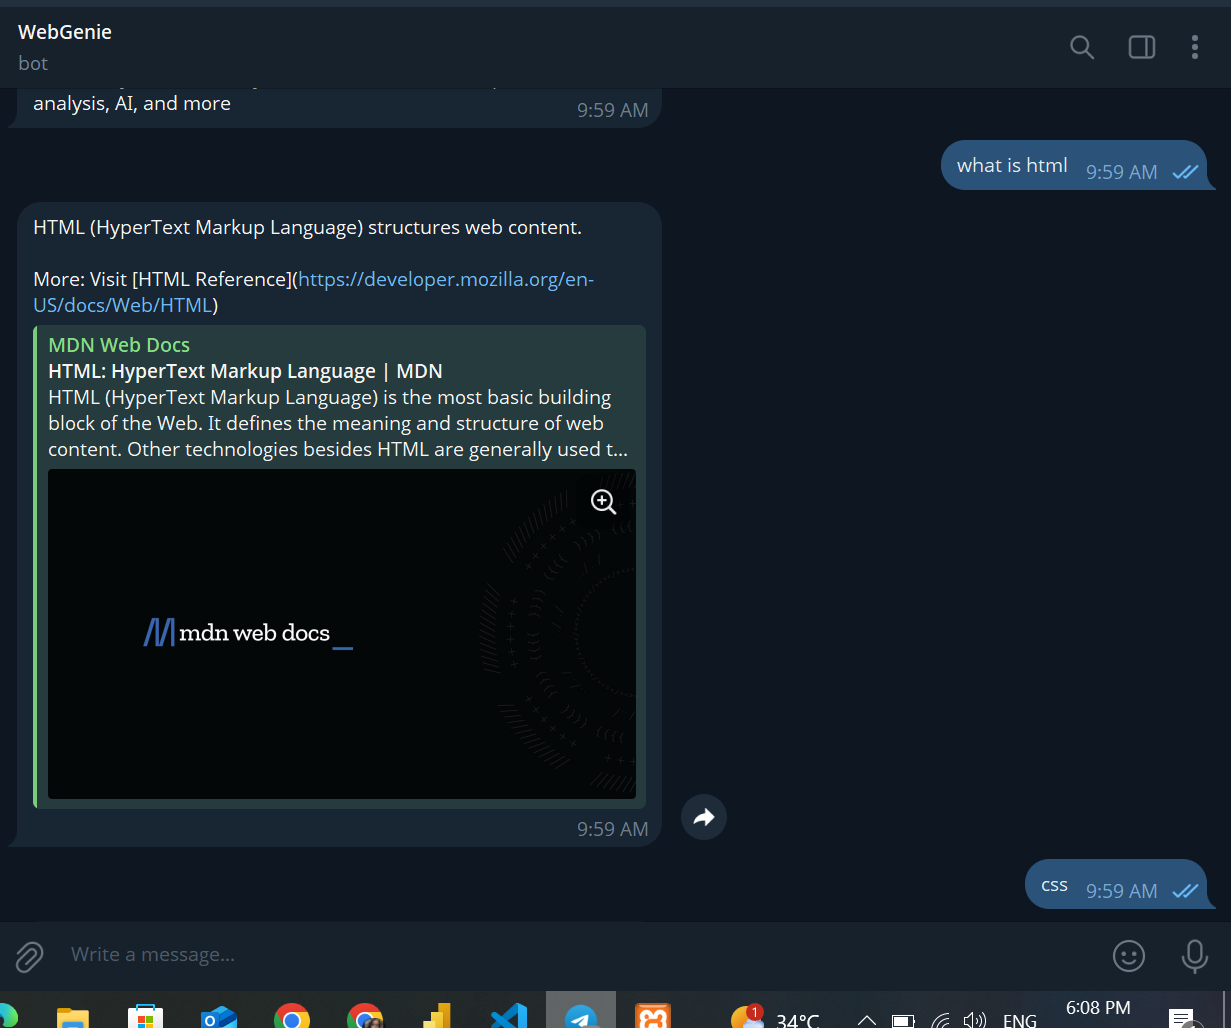 WebGenie
bot
analysis, AI, and more
9:59 AM
what is html
9:59 AM
HTML (HyperText Markup Language) structures web content.
More: Visit [HTML Reference](https://developer.mozilla.org/en-
US/docs/Web/HTML)
MDN Web Docs
HTML: HyperText Markup Language | MDN
HTML (HyperText Markup Language) is the most basic building
block of the Web. It defines the meaning and structure of web
content. Other technologies besides HTML are generally used t...
mdn web docs_
9:59 AM
css
9:59 AM
Write a message...
1
34°C
ENG
6:08 PM